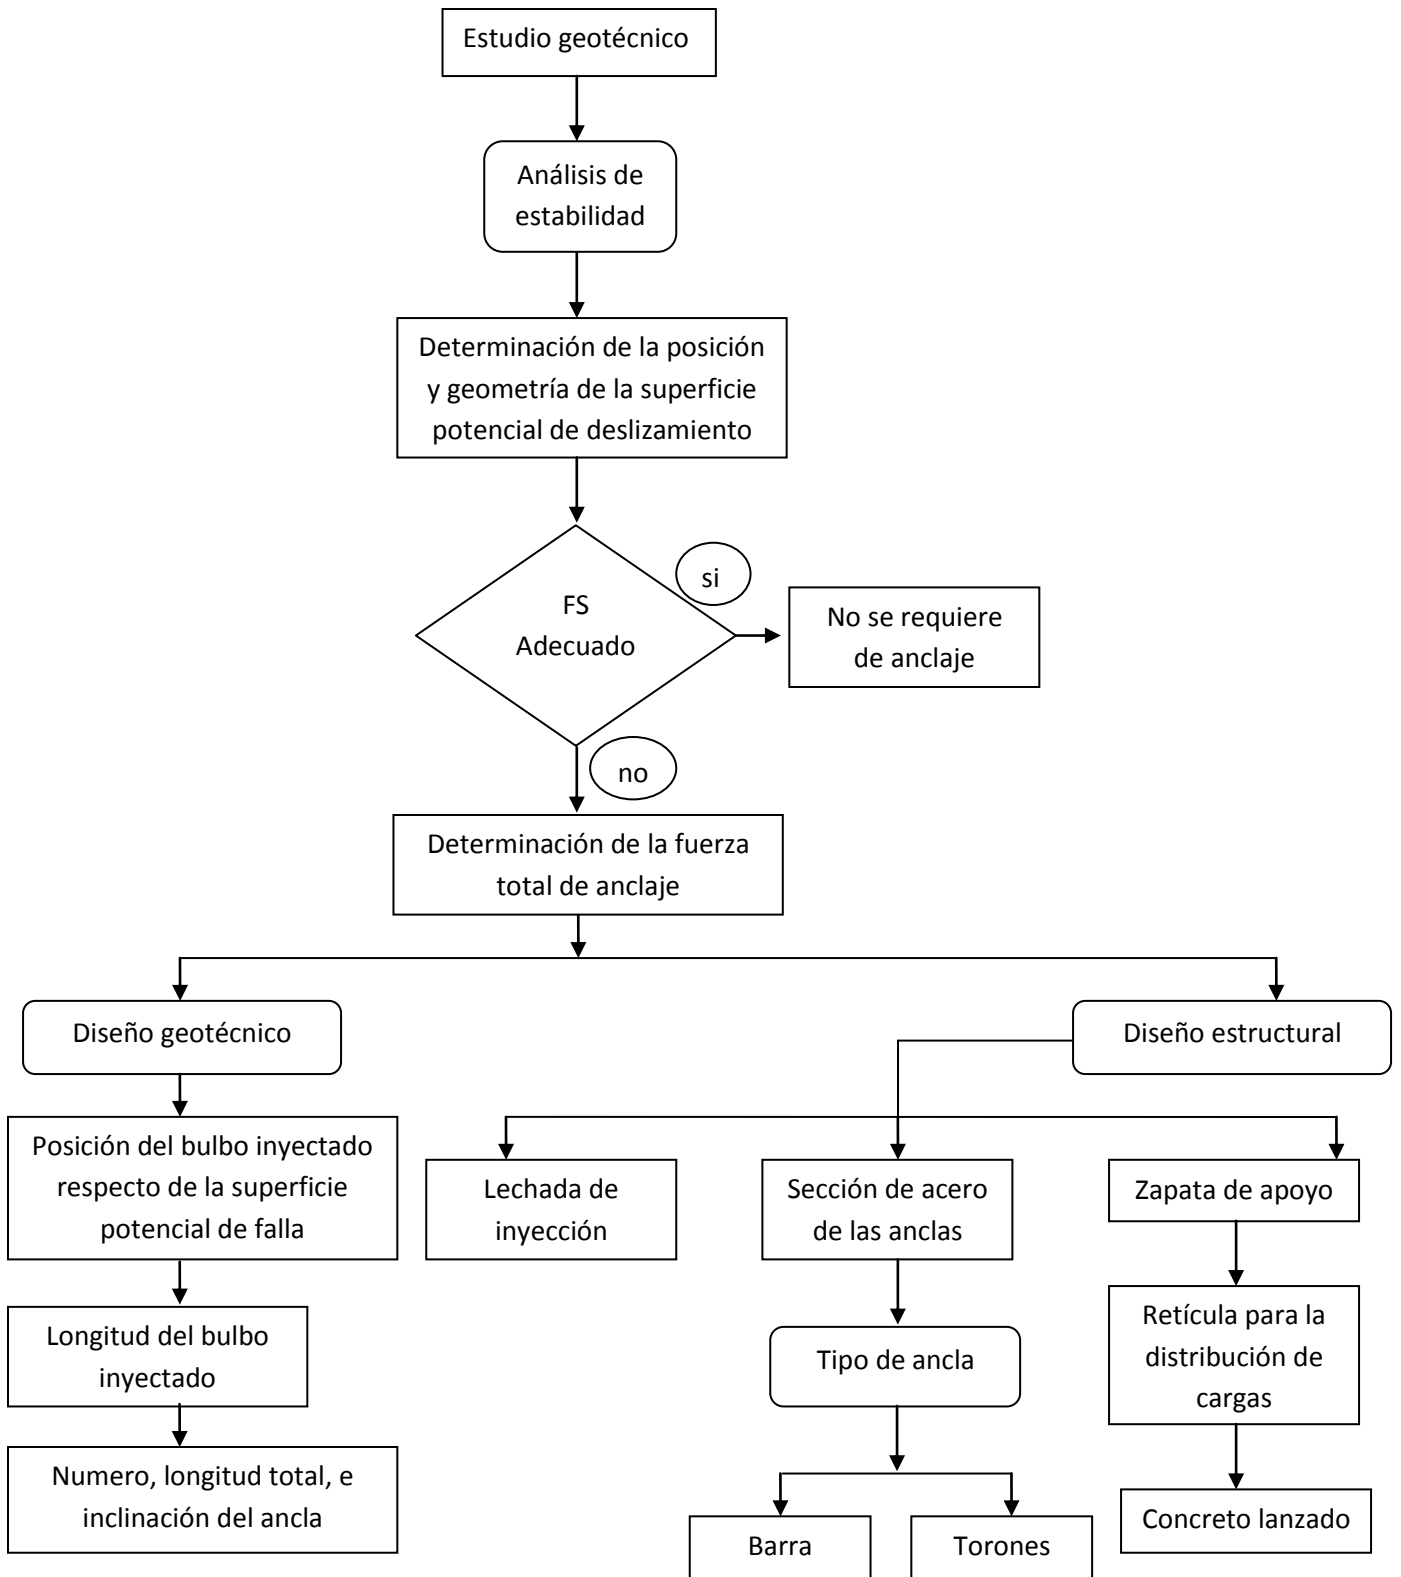 Estudio geotécnico
Análisis de
estabilidad
Determinación de la posición
y geometría de la superficie
potencial de deslizamiento
si
FS
Adecuado
No se requiere
de anclaje
no
Determinación de la fuerza
total de anclaje
Diseño geotécnico
Diseño estructural
Posición del bulbo inyectado
respecto de la superficie
potencial de falla
Lechada de
inyección
Sección de acero
de las anclas
Zapata de apoyo
Longitud del bulbo
inyectado
Tipo de ancla
Retícula para la
distribución de
cargas
Numero, longitud total, e
inclinación del ancla
Barra
Torones
Concreto lanzado